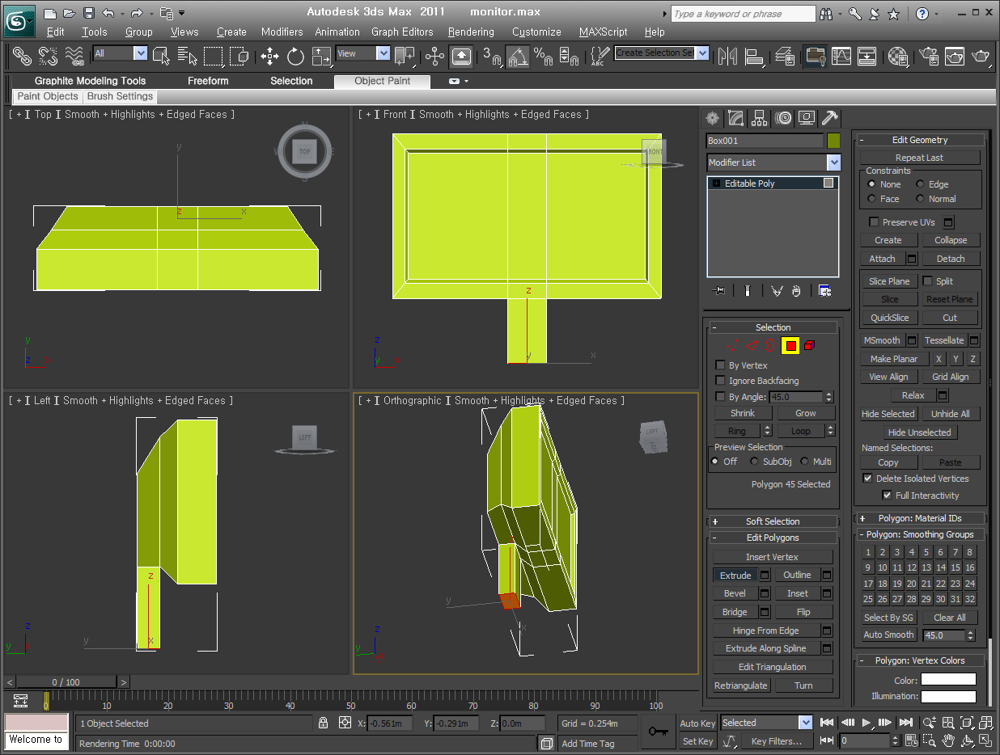 Autodesk 3ds Max 2011 monitor.max
Type a keyword or phrase
Edit Tools Group Views Create Modifiers Animation Graph Editors Rendering Customize MAXScript Help
All View 3 % ABC Create Selection Se
Graphite Modeling Tools Freeform Selection Object Paint
Paint Objects Brush Settings
[ + ][ Top ][ Smooth + Highlights + Edged Faces ]
[ + ][ Front ][ Smooth + Highlights + Edged Faces ]
TOP
N
W
E
S
y
z
x
y
z
FRONT
z
y
x
z
y
[ + ][ Left ][ Smooth + Highlights + Edged Faces ]
[ + ][ Orthographic ][ Smooth + Highlights + Edged Faces ]
LEFT
z
y
x
z
y
LEFT
z
y
x
z
y
Box001
Modifier List
Editable Poly
- Selection
By Vertex
Ignore Backfacing
By Angle: 45.0
Shrink Grow
Ring Loop
Preview Selection
Off SubObj Multi
Polygon 45 Selected
+ Soft Selection
- Edit Polygons
Insert Vertex
Extrude Outline
Bevel Inset
Bridge Flip
Hinge From Edge
Extrude Along Spline
Edit Triangulation
Retriangulate Turn
- Edit Geometry
Repeat Last
Constraints
None Edge
Face Normal
Preserve UVs
Create Collapse
Attach Detach
Slice Plane Split
Slice Reset Plane
QuickSlice Cut
MSmooth Tessellate
Make Planar X Y Z
View Align Grid Align
Relax
Hide Selected Unhide All
Hide Unselected
Named Selections:
Copy Paste
Delete Isolated Vertices
Full Interactivity
+ Polygon: Material IDs
- Polygon: Smoothing Groups
1 2 3 4 5 6 7 8
9 10 11 12 13 14 15 16
17 18 19 20 21 22 23 24
25 26 27 28 29 30 31 32
Select By SG Clear All
Auto Smooth 45.0
- Polygon: Vertex Colors
Color:
Illumination:
< 0 / 100 >
0 10 20 30 40 50 60 70 80 90 100
Welcome to
1 Object Selected X: -0.561m Y: -0.291m Z: 0.0m Grid = 0.254m
Rendering Time 0:00:00 Add Time Tag
Auto Key Selected
Set Key Key Filters... 0